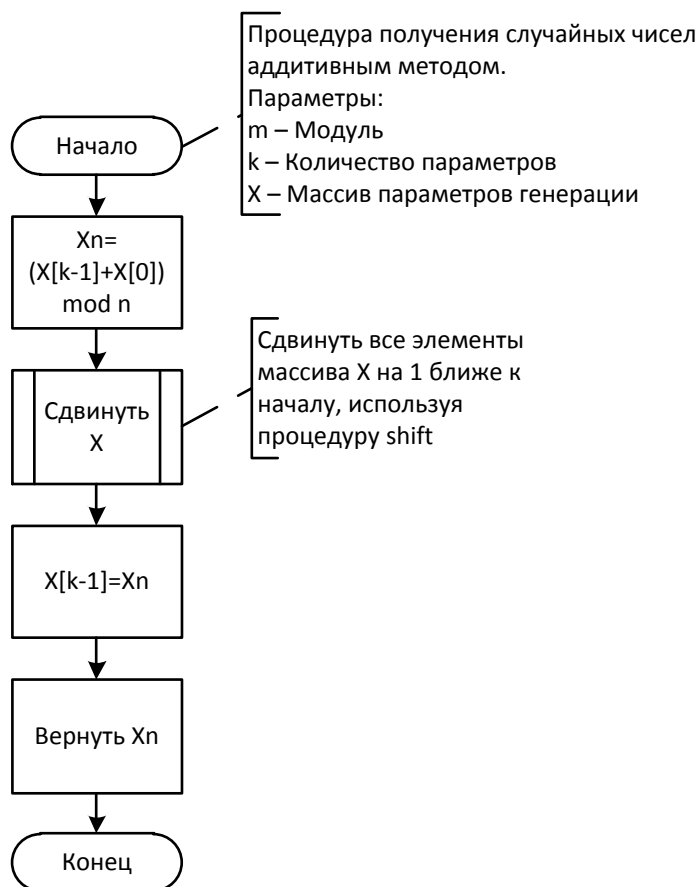 Процедура получения случайных чисел
аддитивным методом.
Параметры:
m – Модуль
k – Количество параметров
X – Массив параметров генерации
Начало
Xn=
(X[k-1]+X[0])
mod n
Сдвинуть все элементы
массива X на 1 ближе к
началу, используя
процедуру shift
Сдвинуть
X
X[k-1]=Xn
Вернуть Xn
Конец